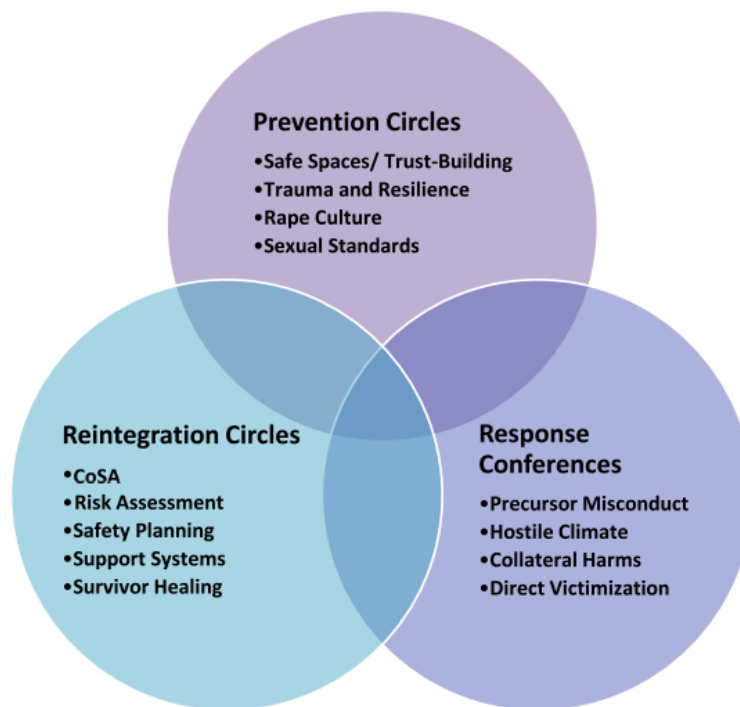 Prevention Circles
•Safe Spaces/ Trust-Building
•Trauma and Resilience
•Rape Culture
•Sexual Standards
Reintegration Circles
•CoSA
•Risk Assessment
•Safety Planning
•Support Systems
•Survivor Healing
Response
Conferences
•Precursor Misconduct
•Hostile Climate
•Collateral Harms
•Direct Victimization